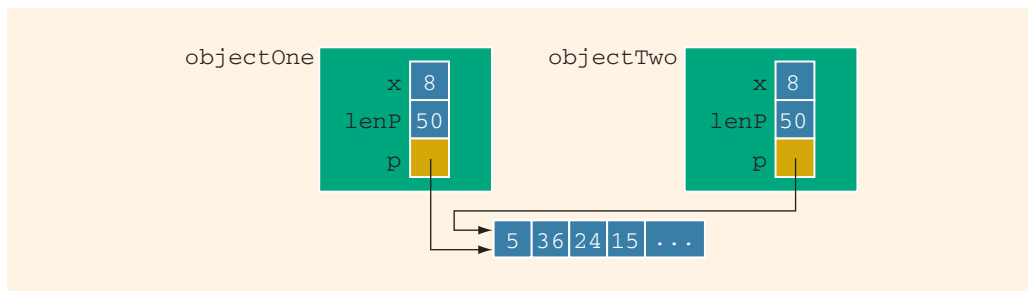 objectOne objectTwo
x 8 x 8
lenP 50 lenP 50
p p
5 36 24 15 ...